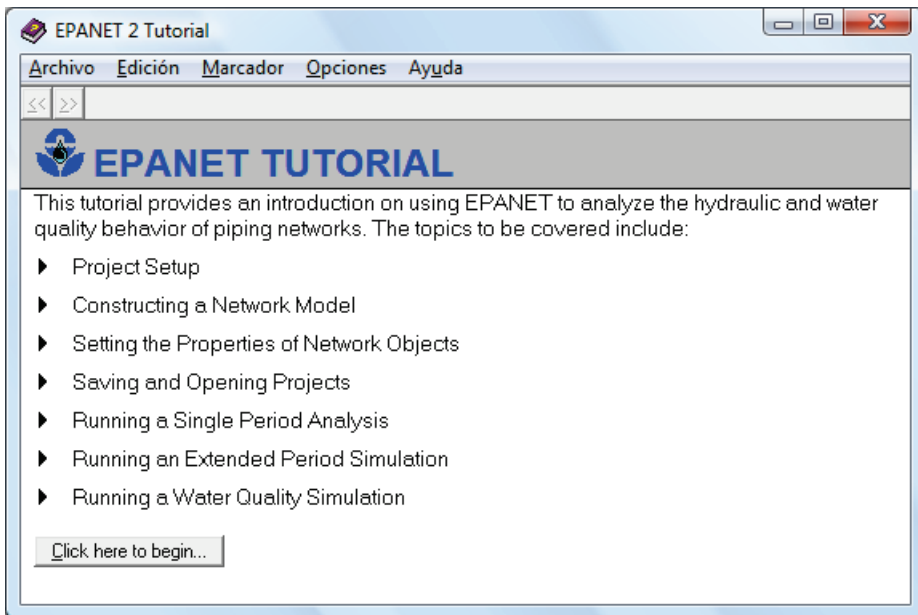 EPANET 2 Tutorial
Archivo Edición Marcador Opciones Ayuda
<< >>
EPANET TUTORIAL
This tutorial provides an introduction on using EPANET to analyze the hydraulic and water
quality behavior of piping networks. The topics to be covered include:
Project Setup
Constructing a Network Model
Setting the Properties of Network Objects
Saving and Opening Projects
Running a Single Period Analysis
Running an Extended Period Simulation
Running a Water Quality Simulation
Click here to begin...